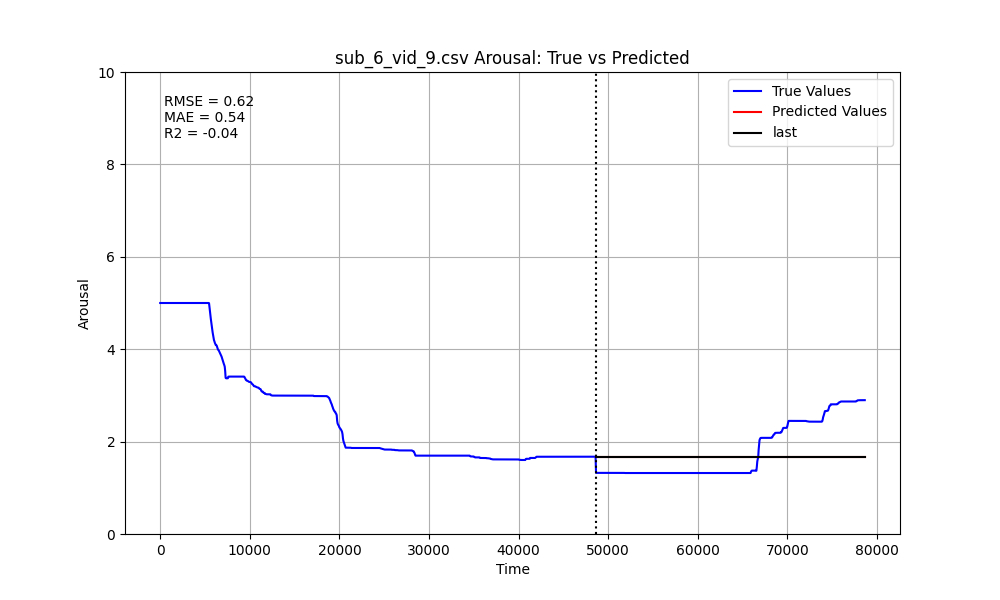 sub_6_vid_9.csv Arousal: True vs Predicted
RMSE = 0.62
MAE = 0.54
R2 = -0.04
True Values
Predicted Values
last
10
8
6
4
2
0
Arousal
0
10000
20000
30000
40000
50000
60000
70000
80000
Time